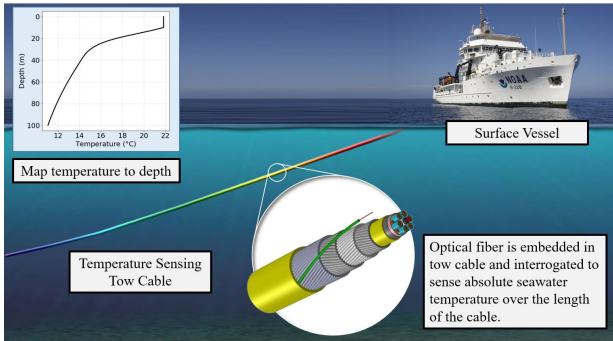 0
20
40
60
80
100
Depth (m)
12 14 16 18 20 22
Temperature (°C)
Map temperature to depth
NOAA
Surface Vessel
Temperature Sensing
Tow Cable
Optical fiber is embedded in
tow cable and interrogated to
sense absolute seawater
temperature over the length
of the cable.